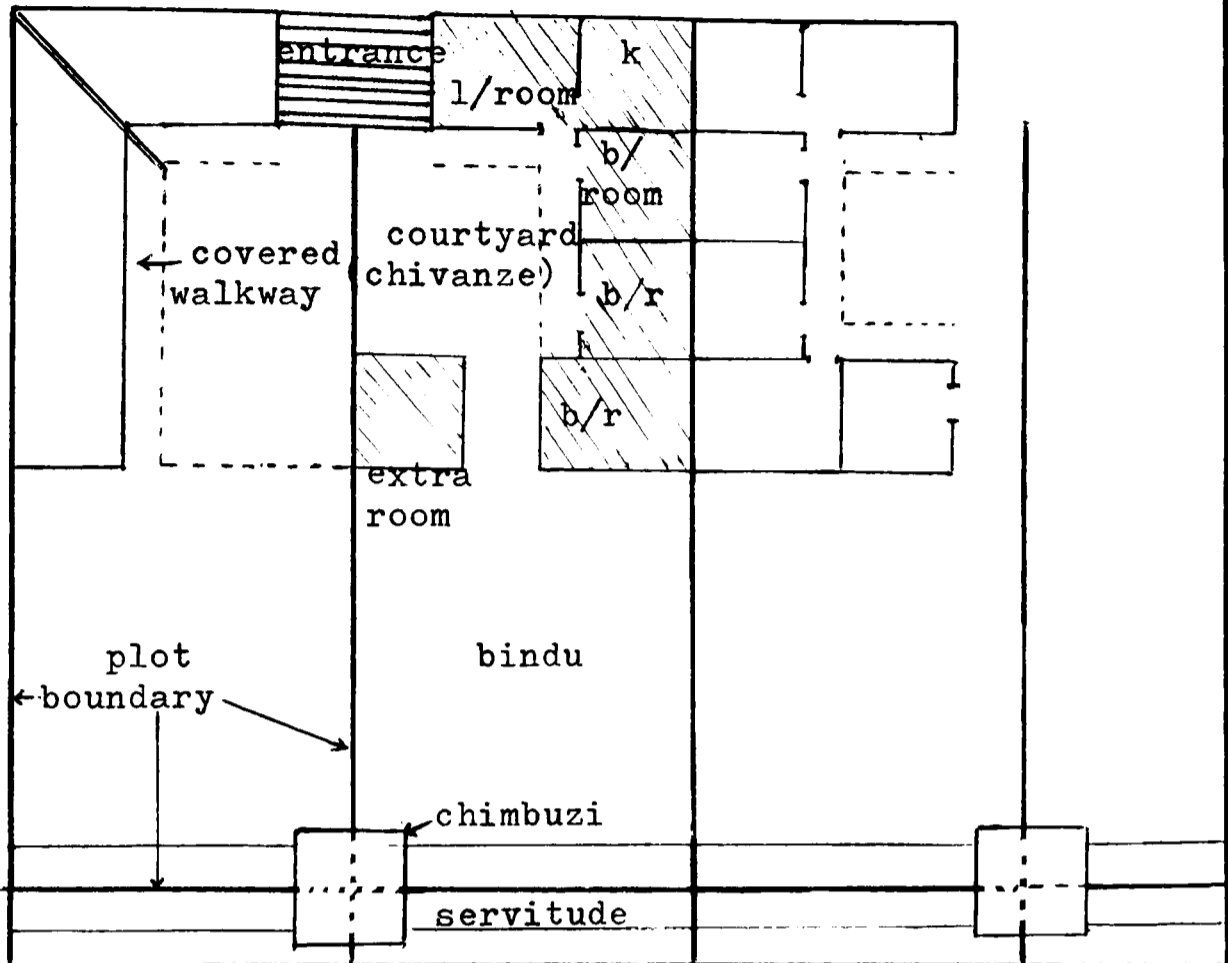 entrance
k
l/room
b/
room
courtyard
(chivanze)
covered
walkway
b/r
b/r
extra
room
plot
boundary
bindu
chimbuzi
servitude